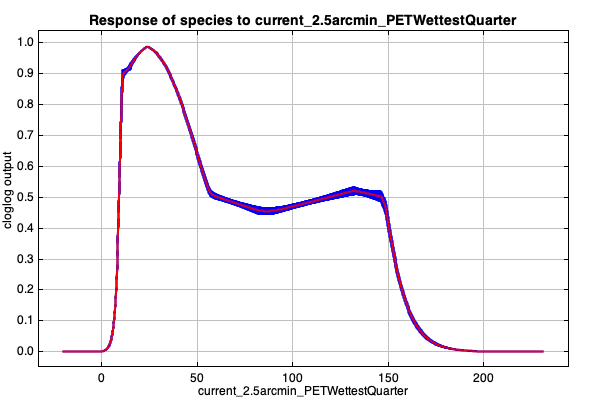 Response of species to current_2.5arcmin_PETWettestQuarter
1.0
0.9
0.8
0.7
0.6
0.5
0.4
0.3
0.2
0.1
0.0
cloglog output
0 50 100 150 200
current_2.5arcmin_PETWettestQuarter